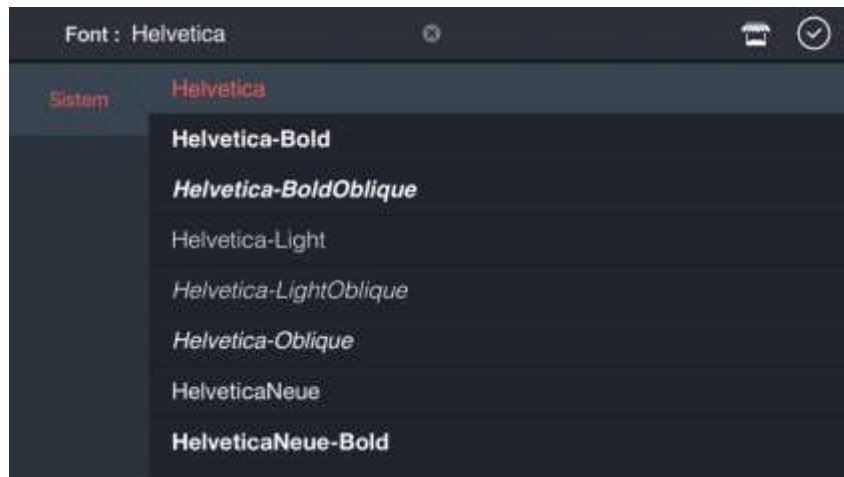 Font : Helvetica
Sistem
Helvetica
Helvetica-Bold
Helvetica-BoldOblique
Helvetica-Light
Helvetica-LightOblique
Helvetica-Oblique
HelveticaNeue
HelveticaNeue-Bold